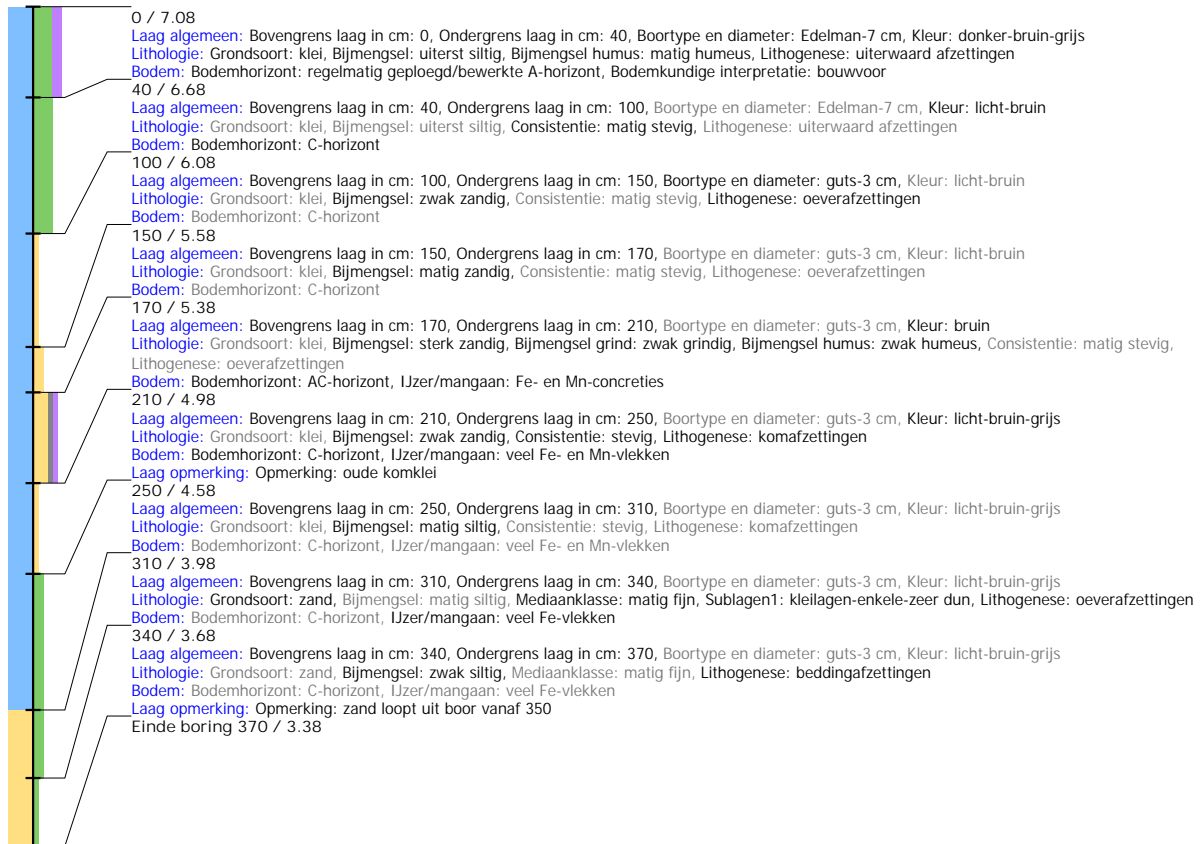 0 / 7.08
Laag algemeen: Bovengrens laag in cm: 0, Ondergrens laag in cm: 40, Boortype en diameter: Edelman-7 cm, Kleur: donker-bruin-grijs
Lithologie: Grondsoort: klei, Bijmengsel: uiterst siltig, Bijmengsel humus: matig humeus, Lithogenese: uiterwaard afzettingen
Bodem: Bodemhorizont: regelmatig geploegd/bewerkte A-horizont, Bodemkundige interpretatie: bouwvoor
40 / 6.68
Laag algemeen: Bovengrens laag in cm: 40, Ondergrens laag in cm: 100, Boortype en diameter: Edelman-7 cm, Kleur: licht-bruin
Lithologie: Grondsoort: klei, Bijmengsel: uiterst siltig, Consistentie: matig stevig, Lithogenese: uiterwaard afzettingen
Bodem: Bodemhorizont: C-horizont
100 / 6.08
Laag algemeen: Bovengrens laag in cm: 100, Ondergrens laag in cm: 150, Boortype en diameter: guts-3 cm, Kleur: licht-bruin
Lithologie: Grondsoort: klei, Bijmengsel: zwak zandig, Consistentie: matig stevig, Lithogenese: oeverafzettingen
Bodem: Bodemhorizont: C-horizont
150 / 5.58
Laag algemeen: Bovengrens laag in cm: 150, Ondergrens laag in cm: 170, Boortype en diameter: guts-3 cm, Kleur: licht-bruin
Lithologie: Grondsoort: klei, Bijmengsel: matig zandig, Consistentie: matig stevig, Lithogenese: oeverafzettingen
Bodem: Bodemhorizont: C-horizont
170 / 5.38
Laag algemeen: Bovengrens laag in cm: 170, Ondergrens laag in cm: 210, Boortype en diameter: guts-3 cm, Kleur: bruin
Lithologie: Grondsoort: klei, Bijmengsel: sterk zandig, Bijmengsel grind: zwak grindig, Bijmengsel humus: zwak humeus, Consistentie: matig stevig,
Lithogenese: oeverafzettingen
Bodem: Bodemhorizont: AC-horizont, IJzer/mangaan: Fe- en Mn-concreties
210 / 4.98
Laag algemeen: Bovengrens laag in cm: 210, Ondergrens laag in cm: 250, Boortype en diameter: guts-3 cm, Kleur: licht-bruin-grijs
Lithologie: Grondsoort: klei, Bijmengsel: zwak zandig, Consistentie: stevig, Lithogenese: komafzettingen
Bodem: Bodemhorizont: C-horizont, IJzer/mangaan: veel Fe- en Mn-vlekken
Laag opmerking: Opmerking: oude komklei
250 / 4.58
Laag algemeen: Bovengrens laag in cm: 250, Ondergrens laag in cm: 310, Boortype en diameter: guts-3 cm, Kleur: licht-bruin-grijs
Lithologie: Grondsoort: klei, Bijmengsel: matig siltig, Consistentie: stevig, Lithogenese: komafzettingen
Bodem: Bodemhorizont: C-horizont, IJzer/mangaan: veel Fe- en Mn-vlekken
310 / 3.98
Laag algemeen: Bovengrens laag in cm: 310, Ondergrens laag in cm: 340, Boortype en diameter: guts-3 cm, Kleur: licht-bruin-grijs
Lithologie: Grondsoort: zand, Bijmengsel: matig siltig, Mediaanklasse: matig fijn, Sublagen1: kleilagen-enkele-zeer dun, Lithogenese: oeverafzettingen
Bodem: Bodemhorizont: C-horizont, IJzer/mangaan: veel Fe-vlekken
340 / 3.68
Laag algemeen: Bovengrens laag in cm: 340, Ondergrens laag in cm: 370, Boortype en diameter: guts-3 cm, Kleur: licht-bruin-grijs
Lithologie: Grondsoort: zand, Bijmengsel: zwak siltig, Mediaanklasse: matig fijn, Lithogenese: beddingafzettingen
Bodem: Bodemhorizont: C-horizont, IJzer/mangaan: veel Fe-vlekken
Laag opmerking: Opmerking: zand loopt uit boor vanaf 350
Einde boring 370 / 3.38